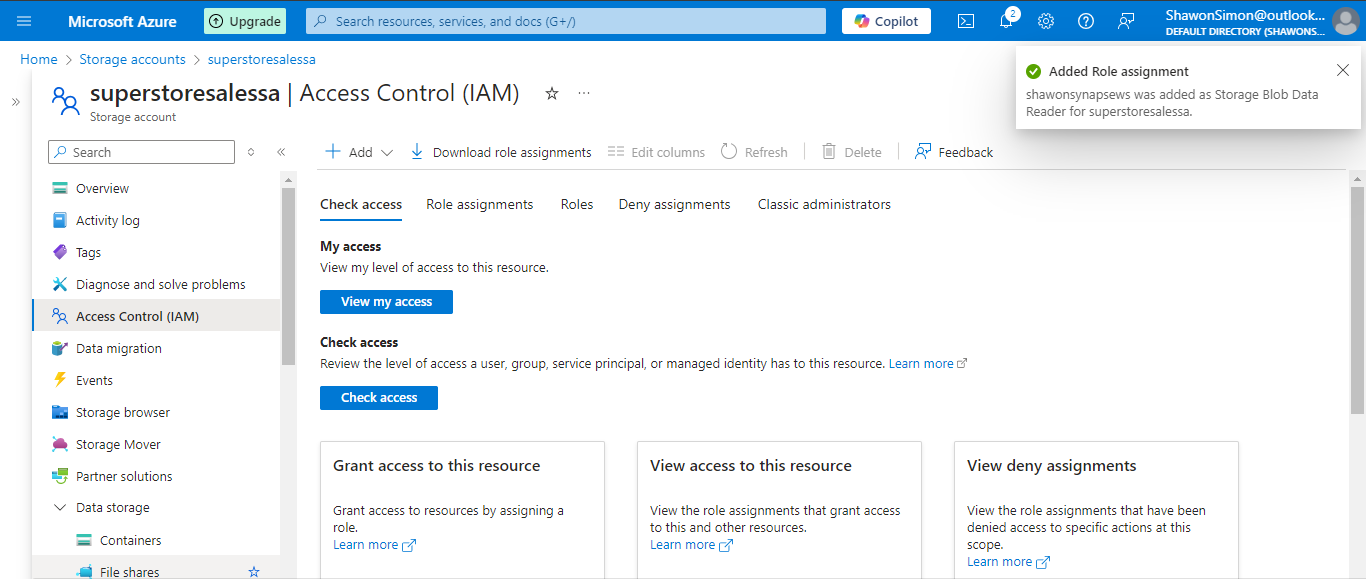 Microsoft Azure
Upgrade
Search resources, services, and docs (G+/)
Copilot
2
ShawonSimon@outlook...
DEFAULT DIRECTORY (SHAWONS...
Home > Storage accounts > superstoresalessa
Added Role assignment
shawonsynapsews was added as Storage Blob Data
Reader for superstoresalessa.
superstoresalessa | Access Control (IAM)
Storage account
Search
Add
Download role assignments
Edit columns
Refresh
Delete
Feedback
Overview
Activity log
Tags
Diagnose and solve problems
Access Control (IAM)
Data migration
Events
Storage browser
Storage Mover
Partner solutions
Data storage
Containers
File shares
Check access
Role assignments
Roles
Deny assignments
Classic administrators
My access
View my level of access to this resource.
View my access
Check access
Review the level of access a user, group, service principal, or managed identity has to this resource. Learn more
Check access
Grant access to this resource
Grant access to resources by assigning a
role.
Learn more
View access to this resource
View the role assignments that grant access
to this and other resources.
Learn more
View deny assignments
View the role assignments that have been
denied access to specific actions at this
scope.
Learn more